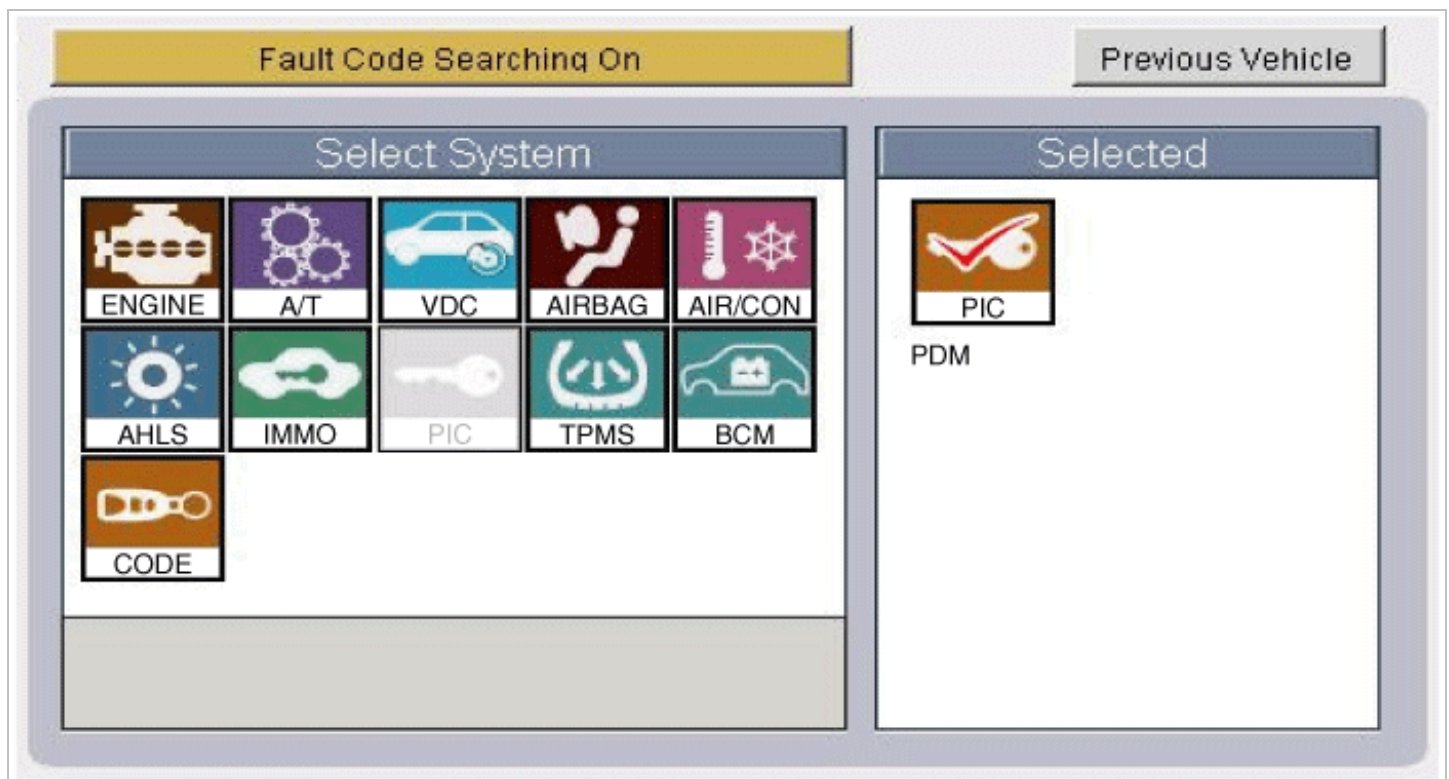 Fault Code Searching On
Previous Vehicle
Select System
Selected
ENGINE A/T VDC AIRBAG AIR/CON
PIC
PDM
AHLS IMMO PIC TPMS BCM
CODE